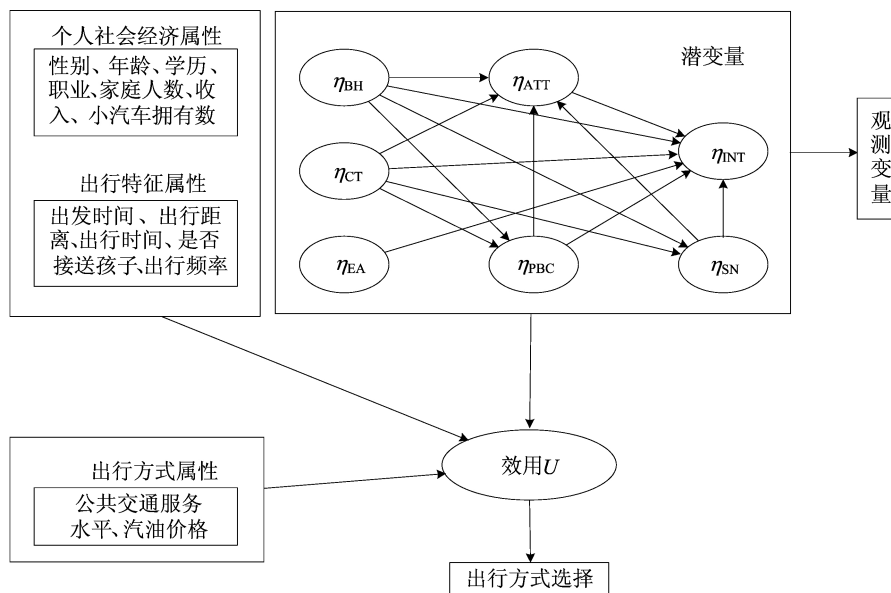 个人社会经济属性
性别、年龄、学历、
职业、家庭人数、收
入、小汽车拥有数
出行特征属性
出发时间、出行距
离、出行时间、是否
接送孩子、出行频率
潜变量
ηBH
ηATT
ηINT
ηCT
ηEA
ηPBC
ηSN
观
测
变
量
出行方式属性
公共交通服务
水平、汽油价格
效用U
出行方式选择